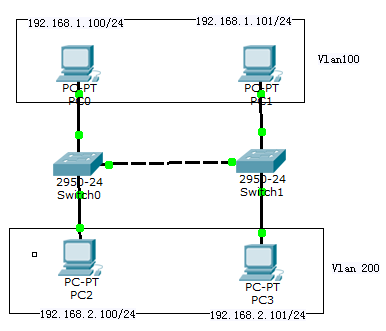 192.168.1.100/24 192.168.1.101/24
Vlan100
PC-PT PC-PT
PC0 PC1
2950-24 2950-24
Switch0 Switch1
PC-PT PC-PT
PC2 PC3
Vlan 200
192.168.2.100/24 192.168.2.101/24